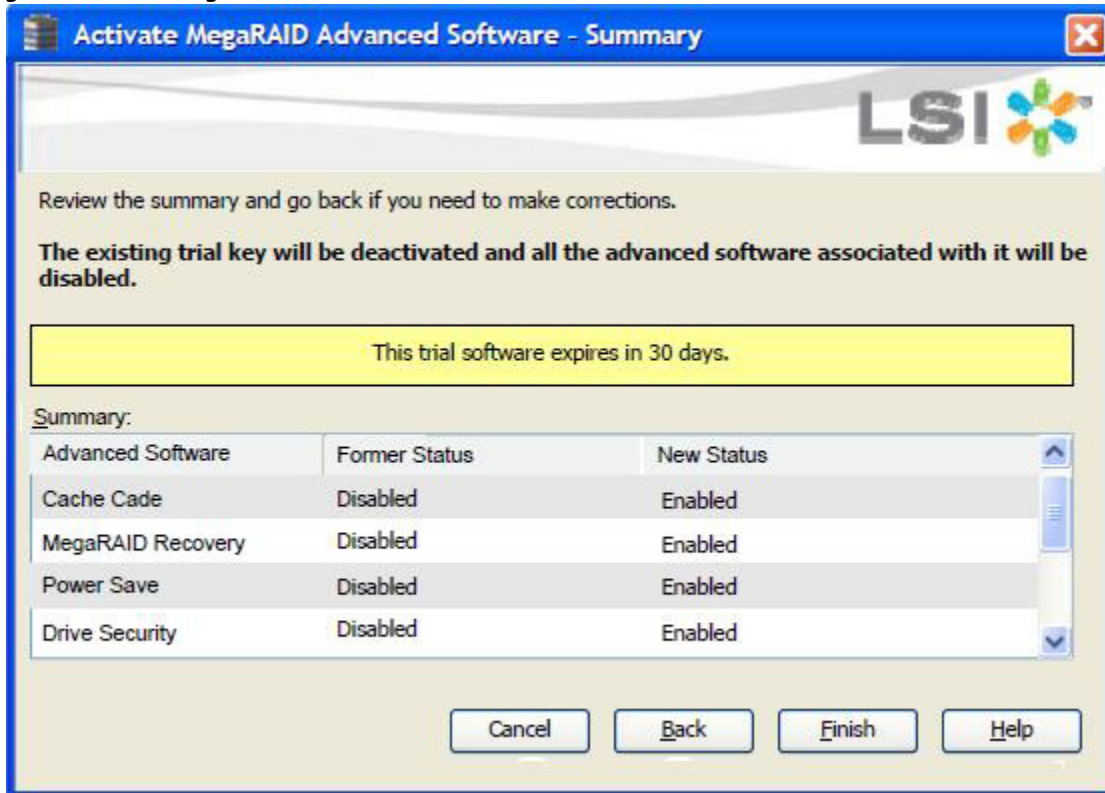 Activate MegaRAID Advanced Software - Summary
LSI
Review the summary and go back if you need to make corrections.
The existing trial key will be deactivated and all the advanced software associated with it will be
disabled.
This trial software expires in 30 days.
Summary:
Advanced Software Former Status New Status
Cache Cade Disabled Enabled
MegaRAID Recovery Disabled Enabled
Power Save Disabled Enabled
Drive Security Disabled Enabled
Cancel Back Finish Help